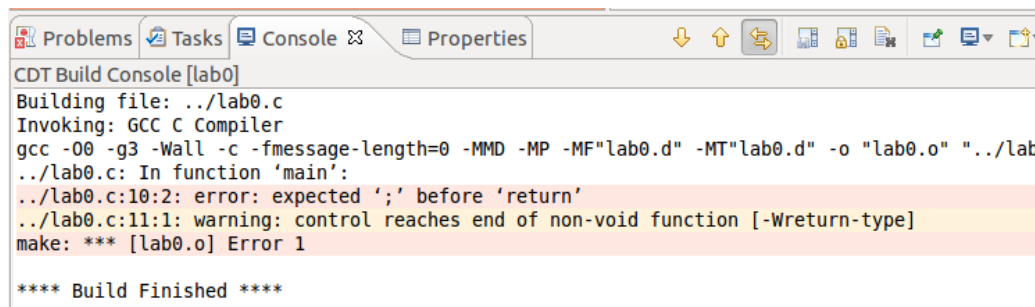 Problems Tasks Console Properties
CDT Build Console [lab0]
Building file: ../lab0.c
Invoking: GCC C Compiler
gcc -O0 -g3 -Wall -c -fmessage-length=0 -MMD -MP -MF"lab0.d" -MT"lab0.d" -o "lab0.o" "../lab
../lab0.c: In function ‘main’:
../lab0.c:10:2: error: expected ‘;’ before ‘return’
../lab0.c:11:1: warning: control reaches end of non-void function [-Wreturn-type]
make: *** [lab0.o] Error 1
**** Build Finished ****